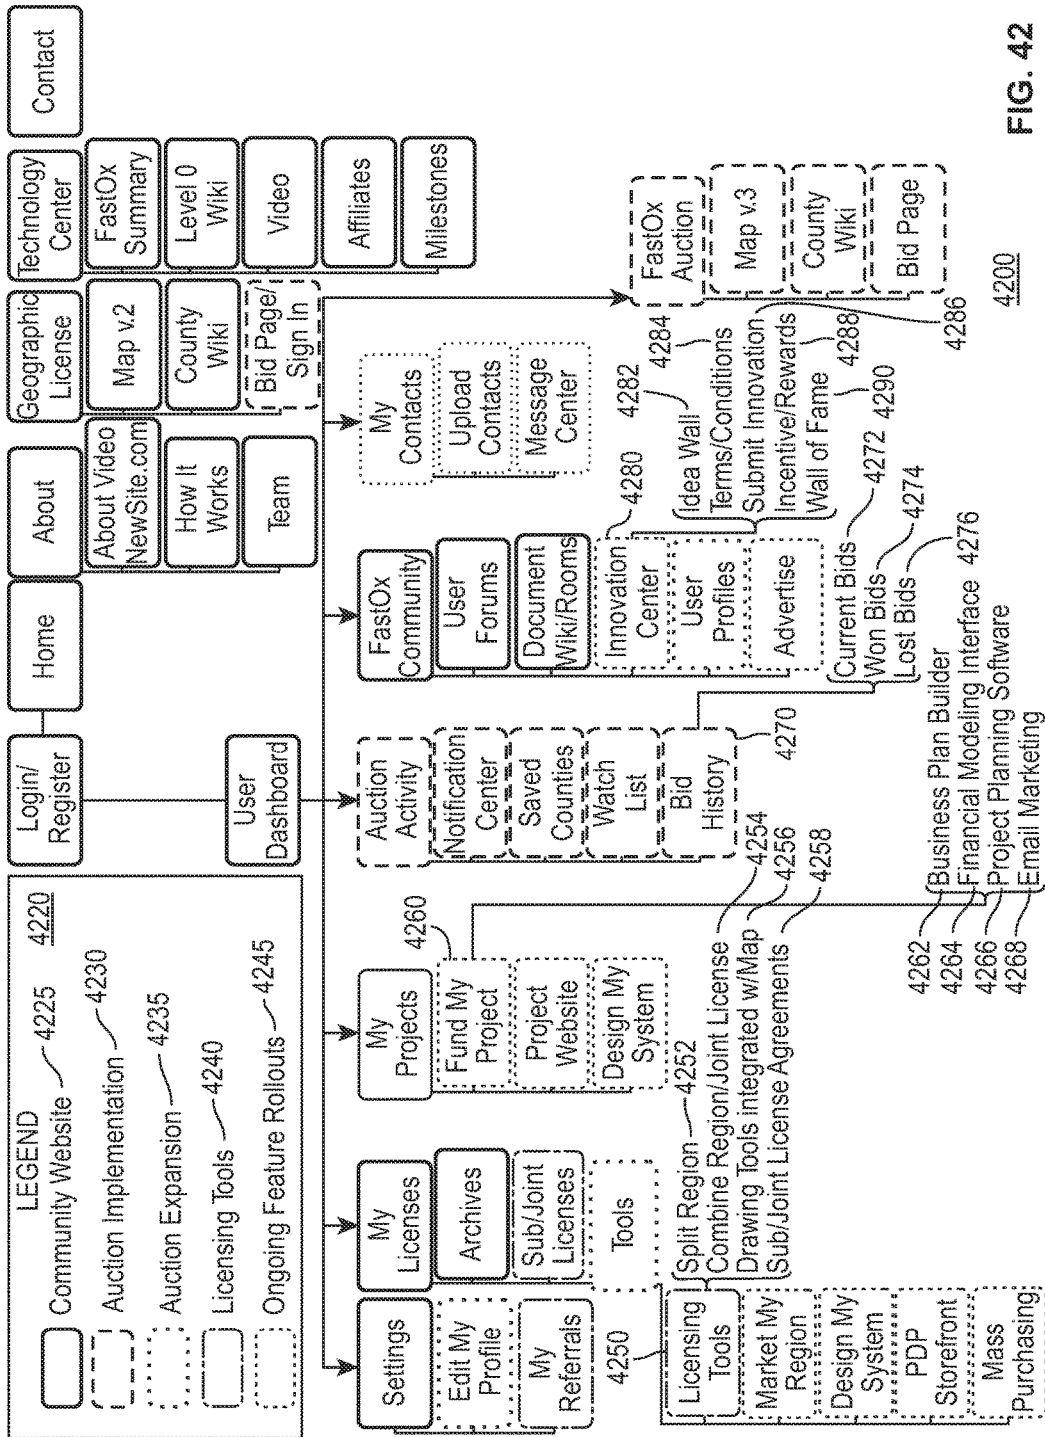 LEGEND
4220
Community Website
4225
Auction Implementation
4230
Auction Expansion
4235
Licensing Tools
4240
Ongoing Feature Rollouts
4245
Login/
Register
Home
About
Geographic
License
Technology
Center
Contact
About Video
NewSite.com
How It
Works
Team
Map v.2
County
Wiki
Bid Page/
Sign In
FastOx
Summary
Level 0
Wiki
Video
Affiliates
Milestones
User
Dashboard
Settings
Edit My
Profile
My
Referrals
My
Licenses
Archives
Sub/Joint
Licenses
Tools
4250
Licensing
Tools
Market My
Region
Design My
System
PDP
Storefront
Mass
Purchasing
Split Region
4252
Combine Region/Joint License
4254
Drawing Tools integrated w/Map
4256
Sub/Joint License Agreements
4258
My
Projects
Fund My
Project
4260
Project
Website
Design My
System
4262
Business Plan Builder
4264
Financial Modeling Interface
4266
Project Planning Software
4268
Email Marketing
Auction
Activity
Notification
Center
Saved
Counties
Watch
List
Bid
History
4270
Current Bids
4272
Won Bids
4274
Lost Bids
4276
FastOx
Community
User
Forums
Document
Wiki/Rooms
Innovation
Center
4280
User
Profiles
Advertise
Idea Wall
4282
Terms/Conditions
4284
Submit Innovation
4286
Incentive/Rewards
4288
Wall of Fame
4290
My
Contacts
Upload
Contacts
Message
Center
FastOx
Auction
Map v.3
County
Wiki
Bid Page
4200
FIG. 42